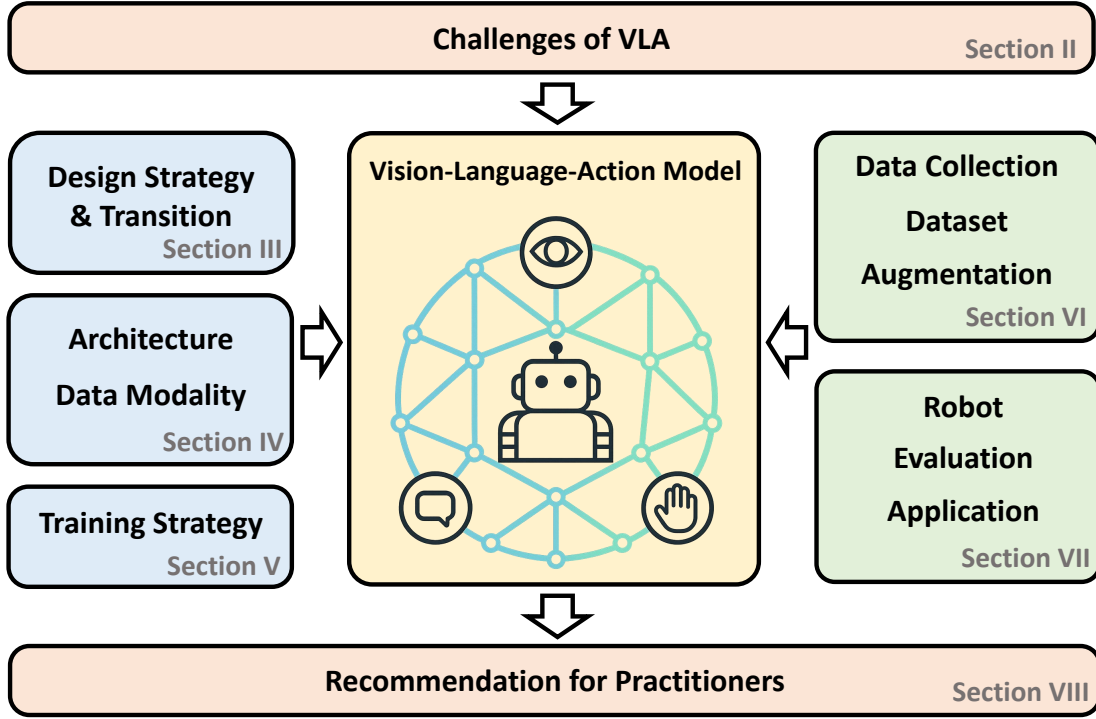 Challenges of VLA
Section II
Design Strategy
& Transition
Section III
Architecture
Data Modality
Section IV
Training Strategy
Section V
Vision-Language-Action Model
Data Collection
Dataset
Augmentation
Section VI
Robot
Evaluation
Application
Section VII
Recommendation for Practitioners
Section VIII